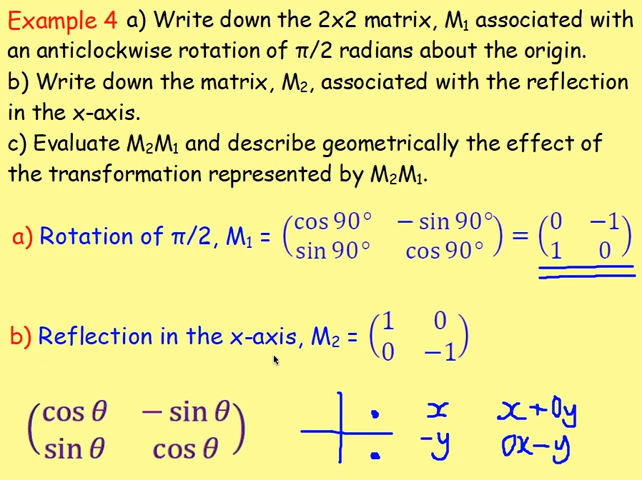 Example 4 a) Write down the 2x2 matrix, M₁ associated with
an anticlockwise rotation of π/2 radians about the origin.
b) Write down the matrix, M₂, associated with the reflection
in the x-axis.
c) Evaluate M₂M₁ and describe geometrically the effect of
the transformation represented by M₂M₁.
a) Rotation of π/2, M₁ = (cos 90° − sin 90° sin 90° cos 90°) = (0 −1 1 0)
b) Reflection in the x-axis, M₂ = (1 0 0 −1)
(cos θ − sin θ
sin θ cos θ)
x x+0y
-y 0x-y